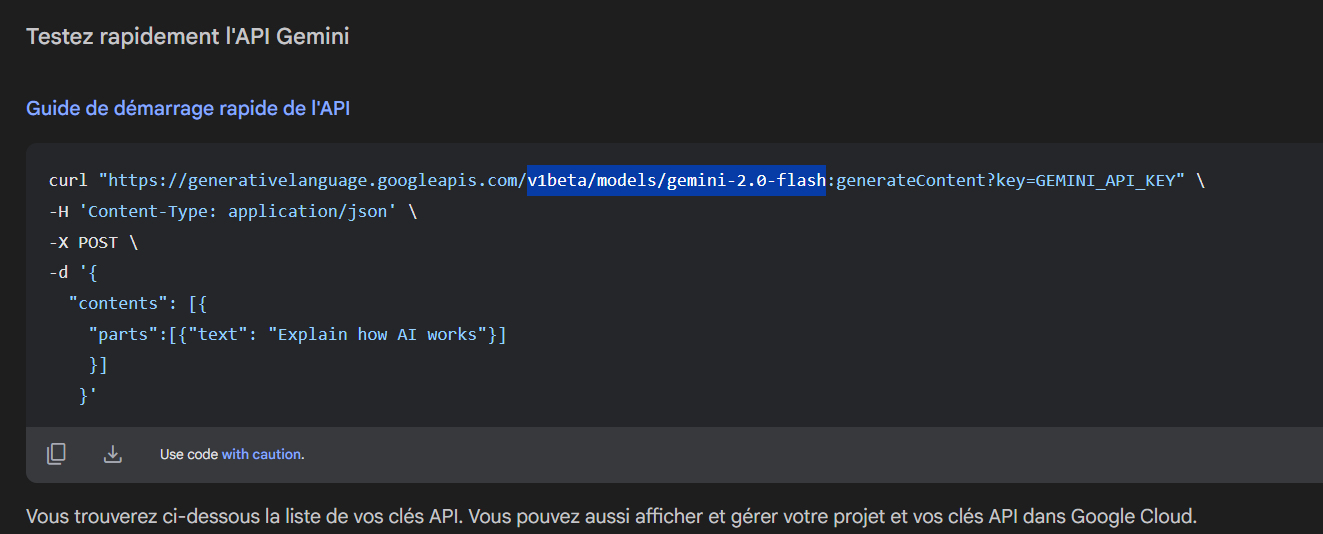 Testez rapidement l'API Gemini
Guide de démarrage rapide de l'API
curl "https://generativelanguage.googleapis.com/v1beta/models/gemini-2.0-flash:generateContent?key=GEMINI_API_KEY" \
-H 'Content-Type: application/json' \
-X POST \
-d '{
  "contents": [{
    "parts":[{"text": "Explain how AI works"}]
    }]
   }'
Use code with caution.
Vous trouverez ci-dessous la liste de vos clés API. Vous pouvez aussi afficher et gérer votre projet et vos clés API dans Google Cloud.